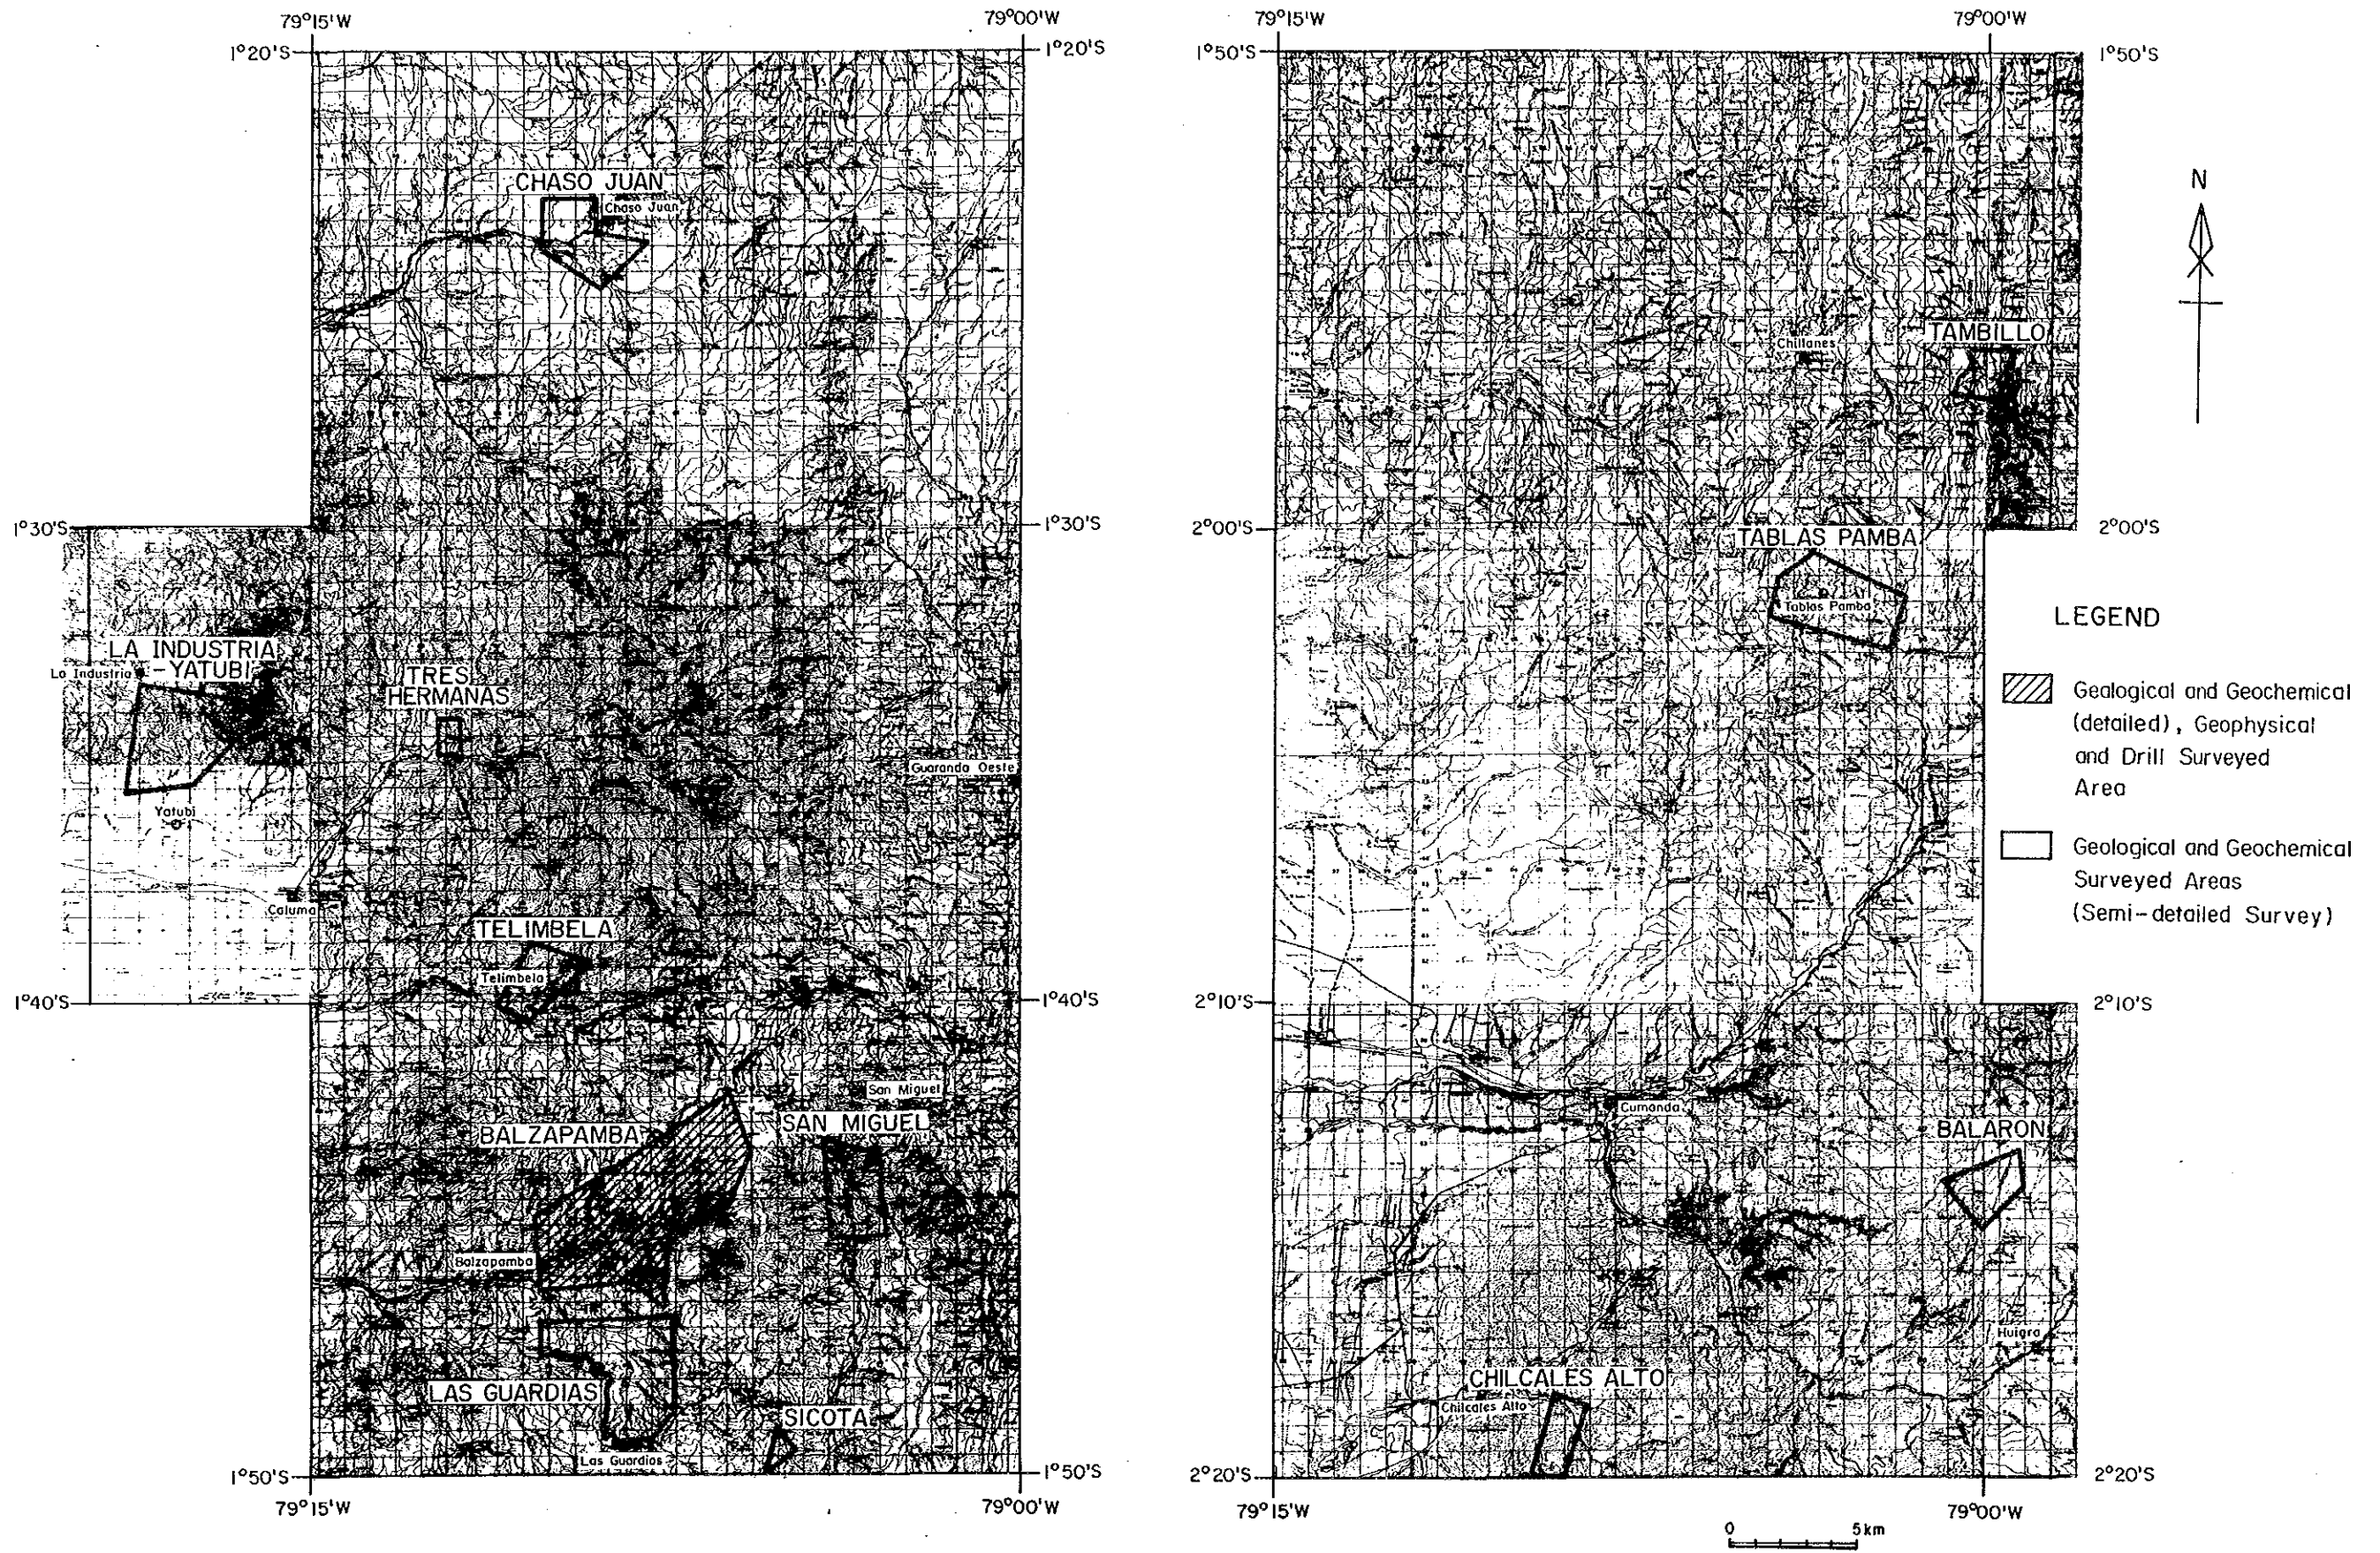 79°15'W
79°00'W
1°20'S
1°20'S
CHASO JUAN
Chaso Juan
1°30'S
1°30'S
LA INDUSTRIA
-YATUBI
La Industria
TRES
HERMANAS
Guaranda Oeste
Yatubi
Caluma
TELIMBELA
Telimbela
1°40'S
1°40'S
San Miguel
BALZAPAMBA
SAN MIGUEL
Balzapamba
LAS GUARDIAS
SICOTA
Las Guardias
1°50'S
1°50'S
79°15'W
79°00'W
79°15'W
79°00'W
1°50'S
1°50'S
N
TAMBILLO
Chillanes
2°00'S
2°00'S
TABLAS PAMBA
Tablas Pamba
2°10'S
2°10'S
Cumanda
BALARON
Huigra
CHILCALES ALTO
Chilcales Alto
2°20'S
2°20'S
79°15'W
79°00'W
0 5km
LEGEND
Geological and Geochemical
(detailed), Geophysical
and Drill Surveyed
Area
Geological and Geochemical
Surveyed Areas
(Semi-detailed Survey)